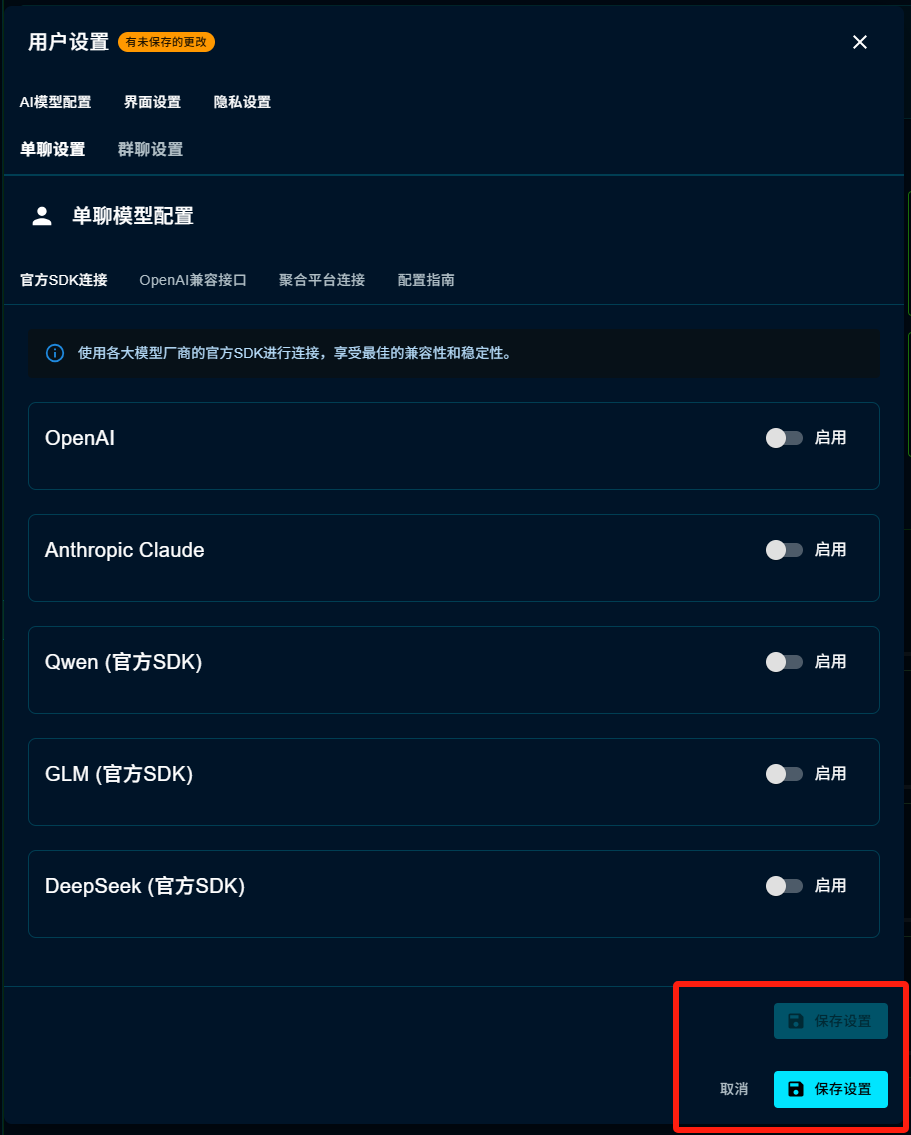 用户设置 有未保存的更改
AI模型配置 界面设置 隐私设置
单聊设置 群聊设置
单聊模型配置
官方SDK连接 OpenAI兼容接口 聚合平台连接 配置指南
使用各大模型厂商的官方SDK进行连接，享受最佳的兼容性和稳定性。
OpenAI 启用
Anthropic Claude 启用
Qwen (官方SDK) 启用
GLM (官方SDK) 启用
DeepSeek (官方SDK) 启用
保存设置
取消 保存设置